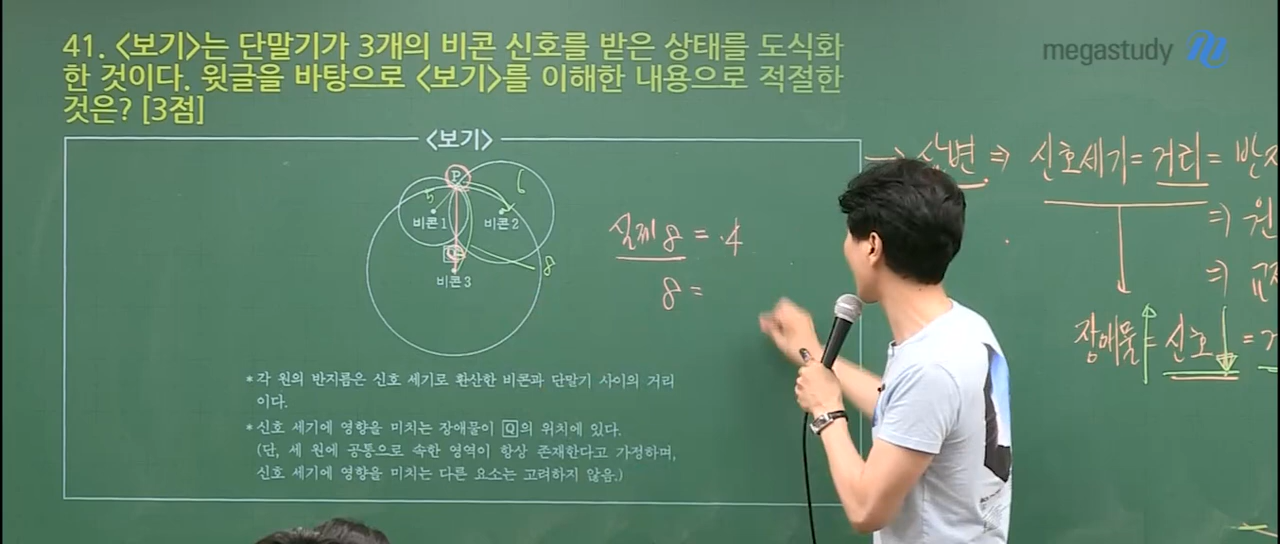 41. <보기>는 단말기가 3개의 비콘 신호를 받은 상태를 도식화
한 것이다. 윗글을 바탕으로 <보기>를 이해한 내용으로 적절한
것은? [3점]
megastudy
<보기>
P
5
6
비콘1
비콘2
Q
8
비콘3
실제 8 = .4
8 =
⇒ 신호세기 = 거리 =
⇒ 원
⇒
장애물 = 신호
*각 원의 반지름은 신호 세기로 환산한 비콘과 단말기 사이의 거리
이다.
*신호 세기에 영향을 미치는 장애물이 Q의 위치에 있다.
(단, 세 원에 공통으로 속한 영역이 항상 존재한다고 가정하며,
신호 세기에 영향을 미치는 다른 요소는 고려하지 않음.)